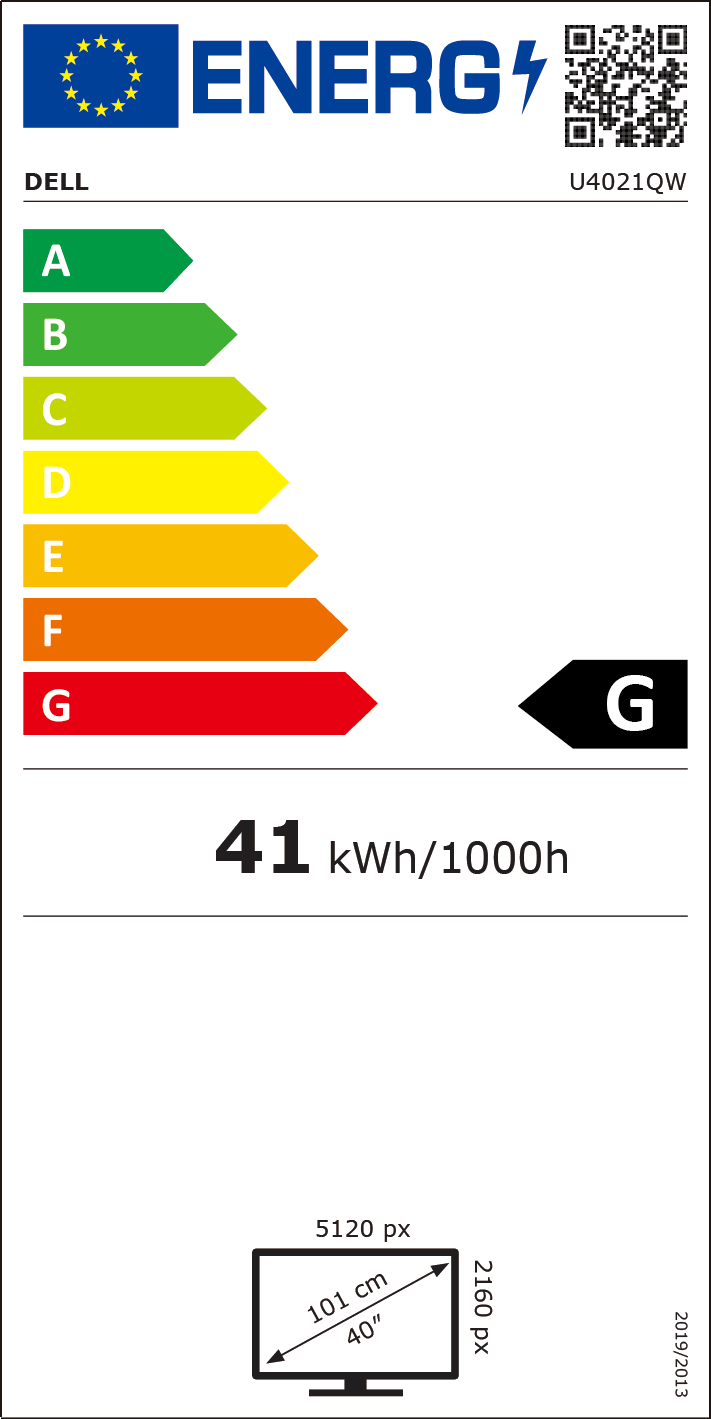 ENERG
DELL U4021QW
A
B
C
D
E
F
G
G
41 kWh/1000h
5120 px
2160 px
101 cm
40″
2019/2013